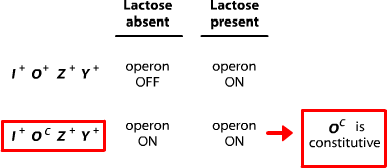 Lactose absent
Lactose present
I⁺ O⁺ Z⁺ Y⁺
operon OFF
operon ON
I⁺ Oᶜ Z⁺ Y⁺
operon ON
operon ON
Oᶜ is constitutive